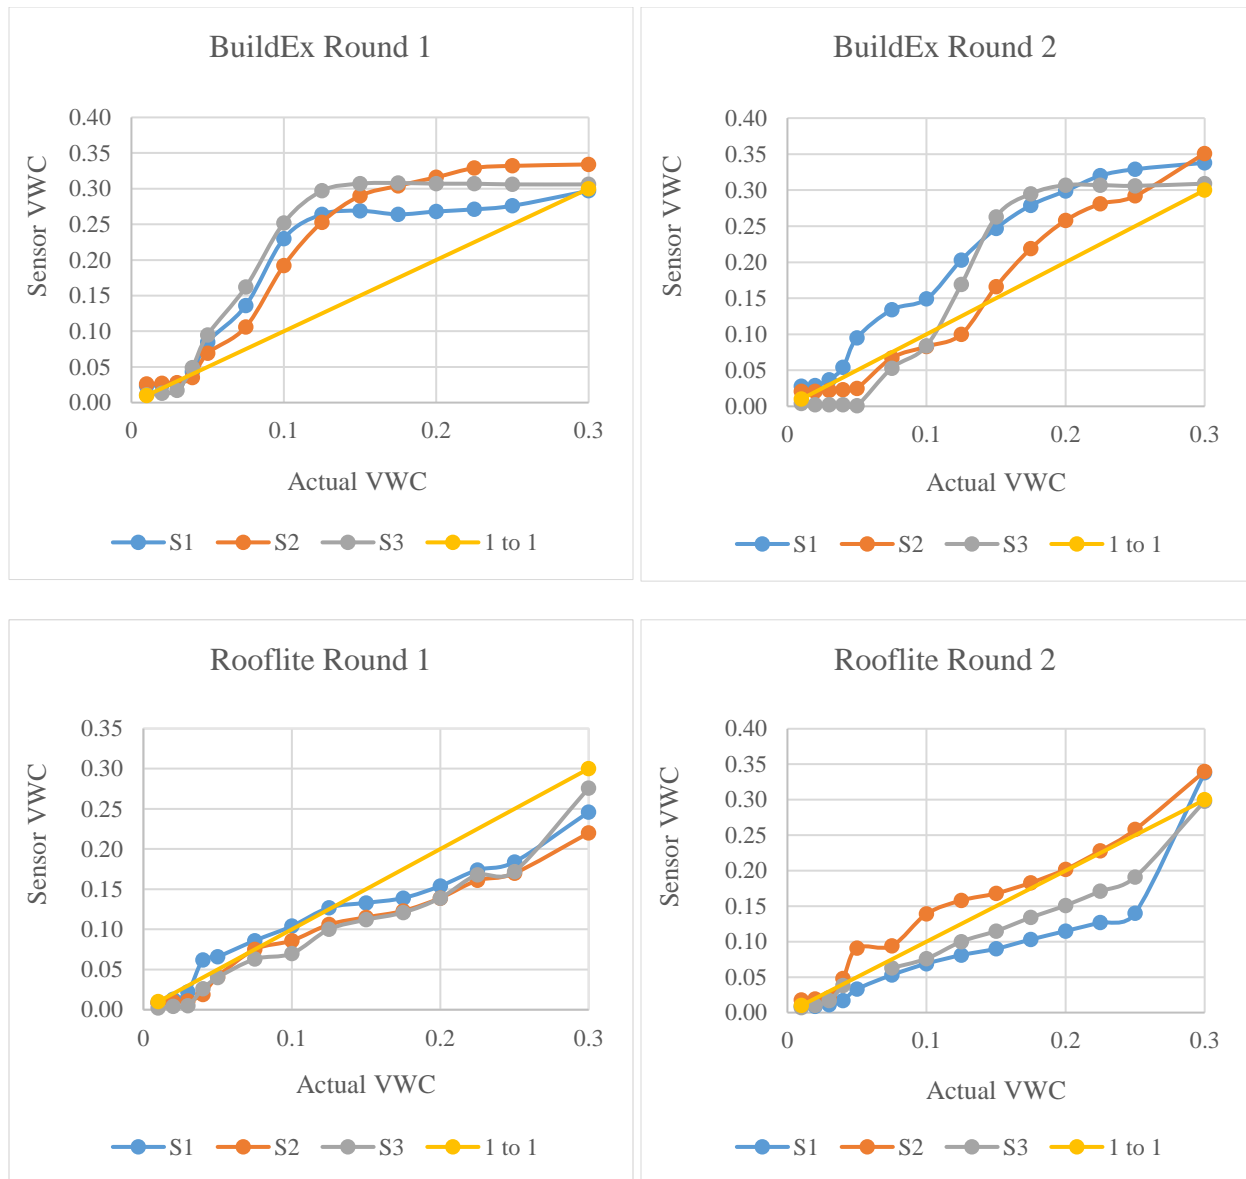 BuildEx Round 1
0.40
0.35
0.30
0.25
0.20
0.15
0.10
0.05
0.00
0 0.1 0.2 0.3
Sensor VWC
Actual VWC
S1 S2 S3 1 to 1
BuildEx Round 2
0.40
0.35
0.30
0.25
0.20
0.15
0.10
0.05
0.00
0 0.1 0.2 0.3
Sensor VWC
Actual VWC
S1 S2 S3 1 to 1
Rooflite Round 1
0.35
0.30
0.25
0.20
0.15
0.10
0.05
0.00
0 0.1 0.2 0.3
Sensor VWC
Actual VWC
S1 S2 S3 1 to 1
Rooflite Round 2
0.40
0.35
0.30
0.25
0.20
0.15
0.10
0.05
0.00
0 0.1 0.2 0.3
Sensor VWC
Actual VWC
S1 S2 S3 1 to 1